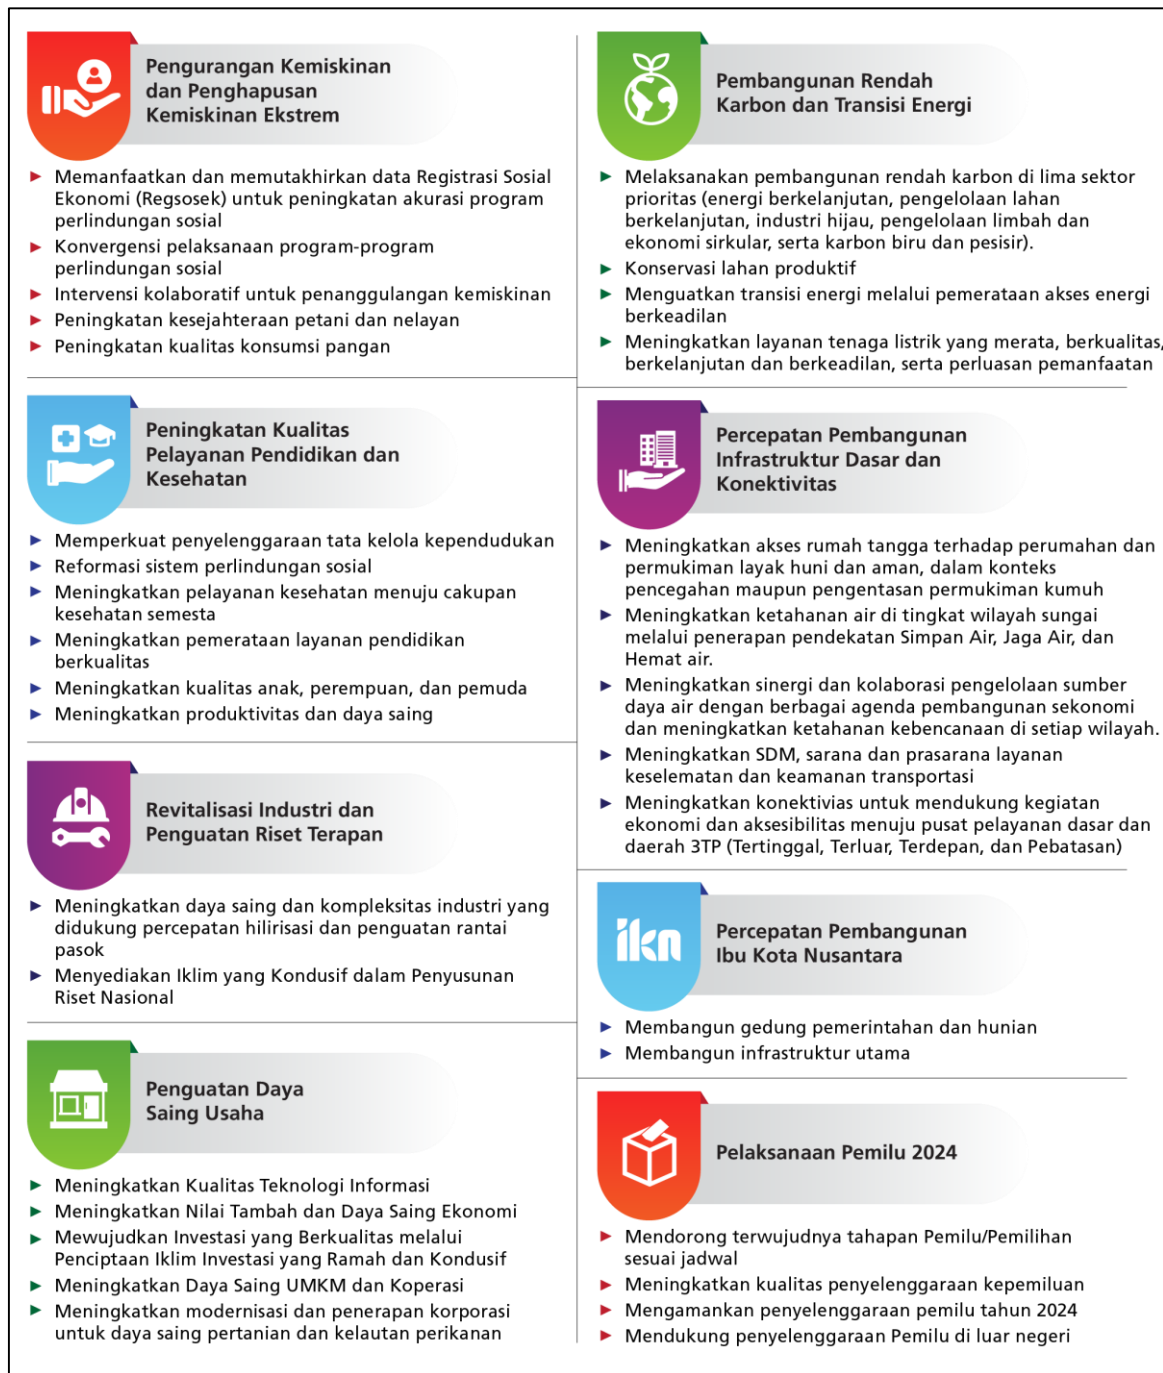 Pengurangan Kemiskinan
dan Penghapusan
Kemiskinan Ekstrem
Memanfaatkan dan memutakhirkan data Registrasi Sosial
Ekonomi (Regsosek) untuk peningkatan akurasi program
perlindungan sosial
Konvergensi pelaksanaan program-program
perlindungan sosial
Intervensi kolaboratif untuk penanggulangan kemiskinan
Peningkatan kesejahteraan petani dan nelayan
Peningkatan kualitas konsumsi pangan
Peningkatan Kualitas
Pelayanan Pendidikan dan
Kesehatan
Memperkuat penyelenggaraan tata kelola kependudukan
Reformasi sistem perlindungan sosial
Meningkatkan pelayanan kesehatan menuju cakupan
kesehatan semesta
Meningkatkan pemerataan layanan pendidikan
berkualitas
Meningkatkan kualitas anak, perempuan, dan pemuda
Meningkatkan produktivitas dan daya saing
Revitalisasi Industri dan
Penguatan Riset Terapan
Meningkatkan daya saing dan kompleksitas industri yang
didukung percepatan hilirisasi dan penguatan rantai
pasok
Menyediakan Iklim yang Kondusif dalam Penyusunan
Riset Nasional
Penguatan Daya
Saing Usaha
Meningkatkan Kualitas Teknologi Informasi
Meningkatkan Nilai Tambah dan Daya Saing Ekonomi
Mewujudkan Investasi yang Berkualitas melalui
Penciptaan Iklim Investasi yang Ramah dan Kondusif
Meningkatkan Daya Saing UMKM dan Koperasi
Meningkatkan modernisasi dan penerapan korporasi
untuk daya saing pertanian dan kelautan perikanan
Pembangunan Rendah
Karbon dan Transisi Energi
Melaksanakan pembangunan rendah karbon di lima sektor
prioritas (energi berkelanjutan, pengelolaan lahan
berkelanjutan, industri hijau, pengelolaan limbah dan
ekonomi sirkular, serta karbon biru dan pesisir).
Konservasi lahan produktif
Menguatkan transisi energi melalui pemerataan akses energi
berkeadilan
Meningkatkan layanan tenaga listrik yang merata, berkualitas,
berkelanjutan dan berkeadilan, serta perluasan pemanfaatan
Percepatan Pembangunan
Infrastruktur Dasar dan
Konektivitas
Meningkatkan akses rumah tangga terhadap perumahan dan
permukiman layak huni dan aman, dalam konteks
pencegahan maupun pengentasan permukiman kumuh
Meningkatkan ketahanan air di tingkat wilayah sungai
melalui penerapan pendekatan Simpan Air, Jaga Air, dan
Hemat air.
Meningkatkan sinergi dan kolaborasi pengelolaan sumber
daya air dengan berbagai agenda pembangunan sekonomi
dan meningkatkan ketahanan kebencanaan di setiap wilayah.
Meningkatkan SDM, sarana dan prasarana layanan
keselematan dan keamanan transportasi
Meningkatkan konektivias untuk mendukung kegiatan
ekonomi dan aksesibilitas menuju pusat pelayanan dasar dan
daerah 3TP (Tertinggal, Terluar, Terdepan, dan Pebatasan)
ikn
Percepatan Pembangunan
Ibu Kota Nusantara
Membangun gedung pemerintahan dan hunian
Membangun infrastruktur utama
Pelaksanaan Pemilu 2024
Mendorong terwujudnya tahapan Pemilu/Pemilihan
sesuai jadwal
Meningkatkan kualitas penyelenggaraan kepemiluan
Mengamankan penyelenggaraan pemilu tahun 2024
Mendukung penyelenggaraan Pemilu di luar negeri